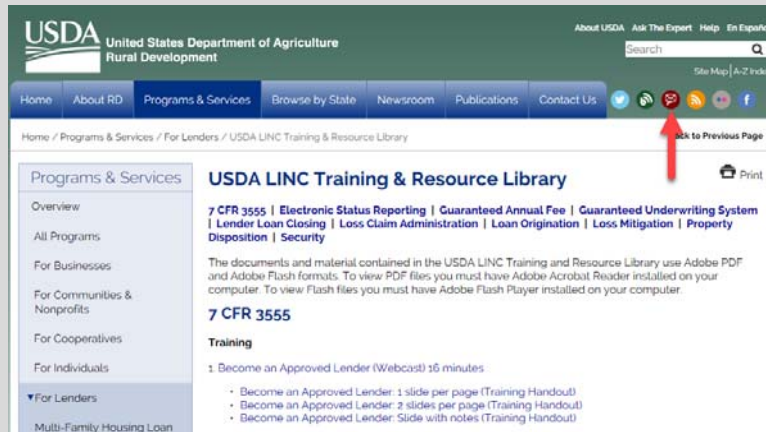 About USDA Ask The Expert Help En Españo
USDA United States Department of Agriculture
Rural Development
Search
Site Map | A-Z Inde
Home About RD Programs & Services Browse by State Newsroom Publications Contact Us
Home / Programs & Services / For Lenders / USDA LINC Training & Resource Library
ck to Previous Page
Programs & Services
Overview
All Programs
For Businesses
For Communities &
Nonprofits
For Cooperatives
For Individuals
▼For Lenders
Multi-Family Housing Loan
USDA LINC Training & Resource Library
Print
7 CFR 3555 | Electronic Status Reporting | Guaranteed Annual Fee | Guaranteed Underwriting System
| Lender Loan Closing | Loss Claim Administration | Loan Origination | Loss Mitigation | Property
Disposition | Security
The documents and material contained in the USDA LINC Training and Resource Library use Adobe PDF
and Adobe Flash formats. To view PDF files you must have Adobe Acrobat Reader installed on your
computer. To view Flash files you must have Adobe Flash Player installed on your computer.
7 CFR 3555
Training
1. Become an Approved Lender (Webcast) 16 minutes
• Become an Approved Lender: 1 slide per page (Training Handout)
• Become an Approved Lender: 2 slides per page (Training Handout)
• Become an Approved Lender: Slide with notes (Training Handout)